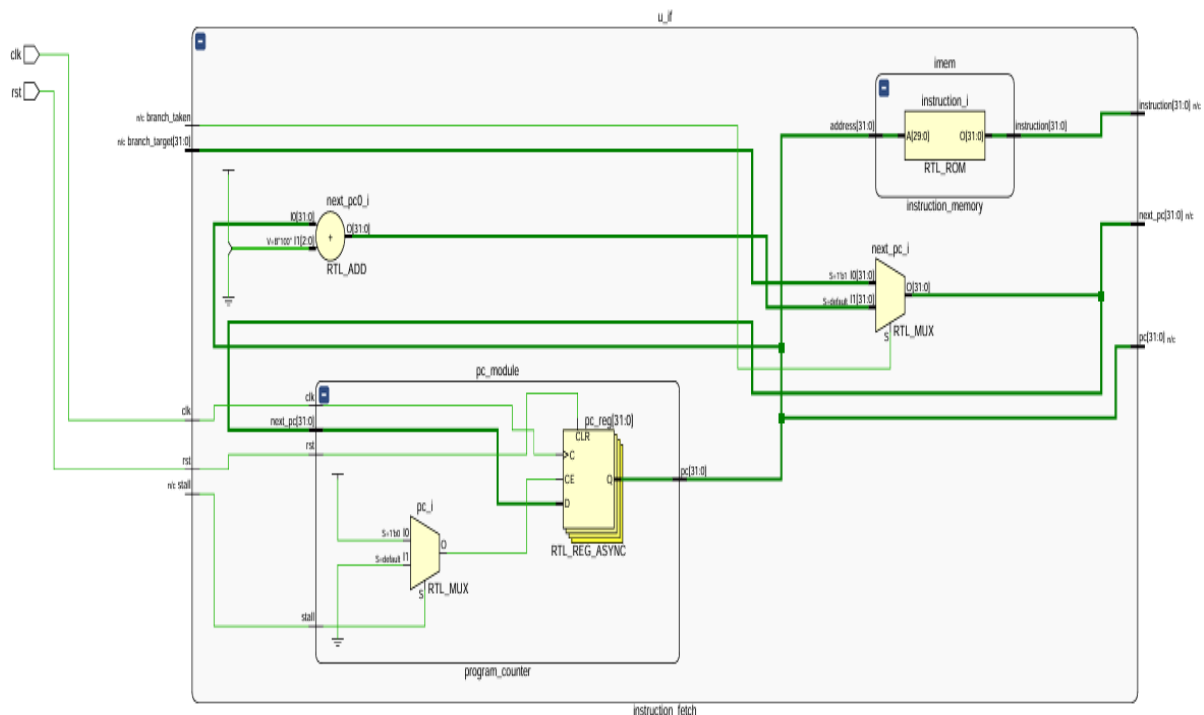 u_if
clk
rst
imem
instruction_i
address[31:0]
A[29:0]
O[31:0]
instruction[31:0]
instruction[31:0] n/c
RTL_ROM
instruction_memory
n/c branch_taken
n/c branch_target[31:0]
next_pc0_i
I0[31:0]
V=B"100" I1[2:0]
+
O[31:0]
RTL_ADD
next_pc[31:0] n/c
next_pc_i
S=1'b1 I0[31:0]
S=default I1[31:0]
O[31:0]
S
RTL_MUX
pc[31:0] n/c
pc_module
clk
clk
next_pc[31:0]
rst
rst
n/c stall
pc_reg[31:0]
CLR
C
CE
D
Q
pc[31:0]
RTL_REG_ASYNC
pc_i
S=1'b0 I0
S=default I1
O
S
RTL_MUX
stall
program_counter
instruction_fetch